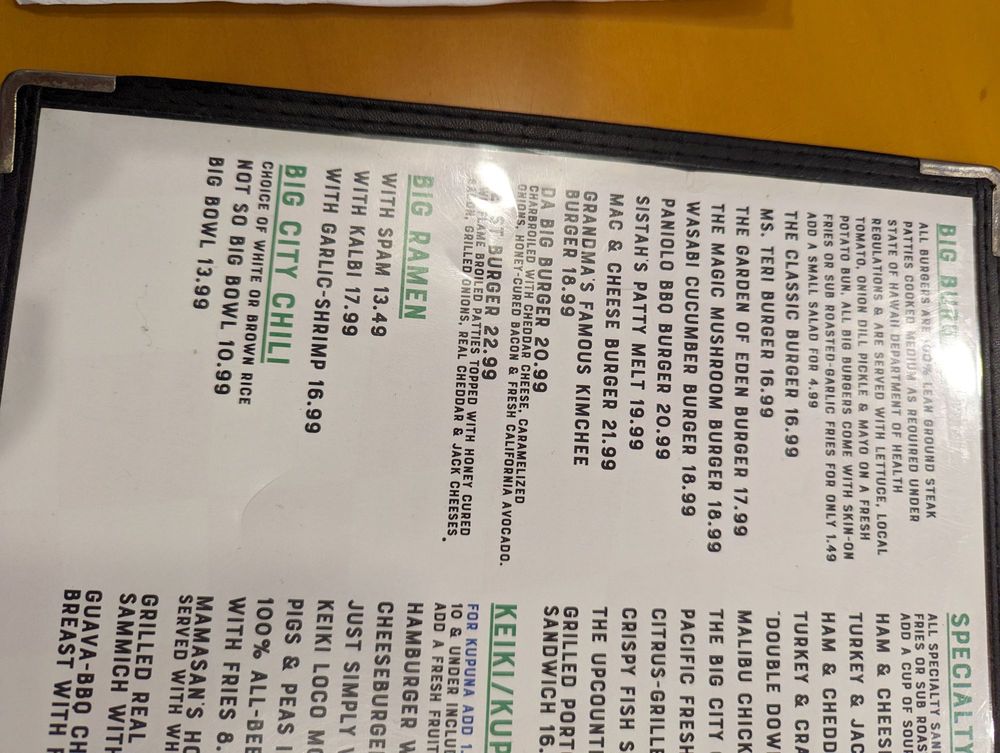 BIG BURG
ALL BURGERS ARE 100% LEAN GROUND STEAK
PATTIES COOKED MEDIUM AS REQUIRED UNDER
STATE OF HAWAII DEPARTMENT OF HEALTH
REGULATIONS & ARE SERVED WITH LETTUCE, LOCAL
TOMATO, ONION DILL PICKLE & MAYO ON A FRESH
POTATO BUN. ALL BIG BURGERS COME WITH SKIN-ON
FRIES OR SUB ROASTED-GARLIC FRIES FOR ONLY 1.49
ADD A SMALL SALAD FOR 4.99
THE CLASSIC BURGER 16.99
MS. TERI BURGER 16.99
THE GARDEN OF EDEN BURGER 17.99
THE MAGIC MUSHROOM BURGER 18.99
WASABI CUCUMBER BURGER 18.99
PANIOLO BBQ BURGER 20.99
SISTAH'S PATTY MELT 19.99
MAC & CHEESE BURGER 21.99
GRANDMA'S FAMOUS KIMCHEE
BURGER 18.99
DA BIG BURGER 20.99
CHARBROILED WITH CHEDDAR CHEESE, CARAMELIZED
ONIONS, HONEY-CURED BACON & FRESH CALIFORNIA AVOCADO.
ST BURGER 22.99
FLAME BROILED PATTIES TOPPED WITH HONEY CURED
GRILLED ONIONS, REAL CHEDDAR & JACK CHEESES.
BIG RAMEN
WITH SPAM 13.49
WITH KALBI 17.99
WITH GARLIC-SHRIMP 16.99
BIG CITY CHILI
CHOICE OF WHITE OR BROWN RICE
NOT SO BIG BOWL 10.99
BIG BOWL 13.99
SPECIALTY
ALL SPECIALTY SAN
FRIES OR SUB ROA
ADD A CUP OF SOU
HAM & CHEES
TURKEY & JAC
HAM & CHEDD
TURKEY & CRA
"DOUBLE DOW
MALIBU CHICK
THE BIG CITY
PACIFIC FRESH
CITRUS-GRILLE
CRISPY FISH S
THE UPCOUNT
GRILLED PORT
SANDWICH 16.
KEIKI/KUP
FOR KUPUNA ADD 1.
10 & UNDER INCLU
ADD A FRESH FRUIT
HAMBURGER W
CHEESEBURGE
JUST SIMPLY
KEIKI LOCO MO
PIGS & PEAS I
100% ALL-BEE
WITH FRIES 8.
MAMASAN'S HO
SERVED WITH WH
GRILLED REAL
SAMMICH WITH
GUAVA-BBQ CH
BREAST WITH F